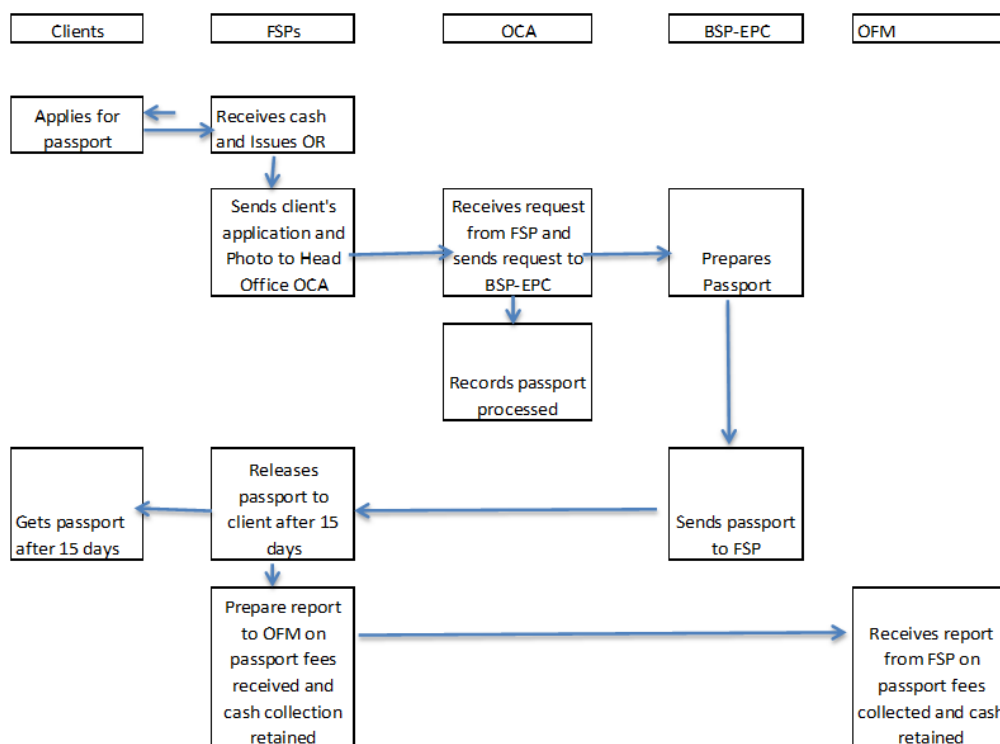 Clients
FSPs
OCA
BSP-EPC
OFM
Applies for
passport
Receives cash
and Issues OR
Sends client's
application and
Photo to Head
Office OCA
Receives request
from FSP and
sends request to
BSP-EPC
Prepares
Passport
Records passport
processed
Gets passport
after 15 days
Releases
passport to
client after 15
days
Sends passport
to FSP
Prepare report
to OFM on
passport fees
received and
cash collection
retained
Receives report
from FSP on
passport fees
collected and cash
retained